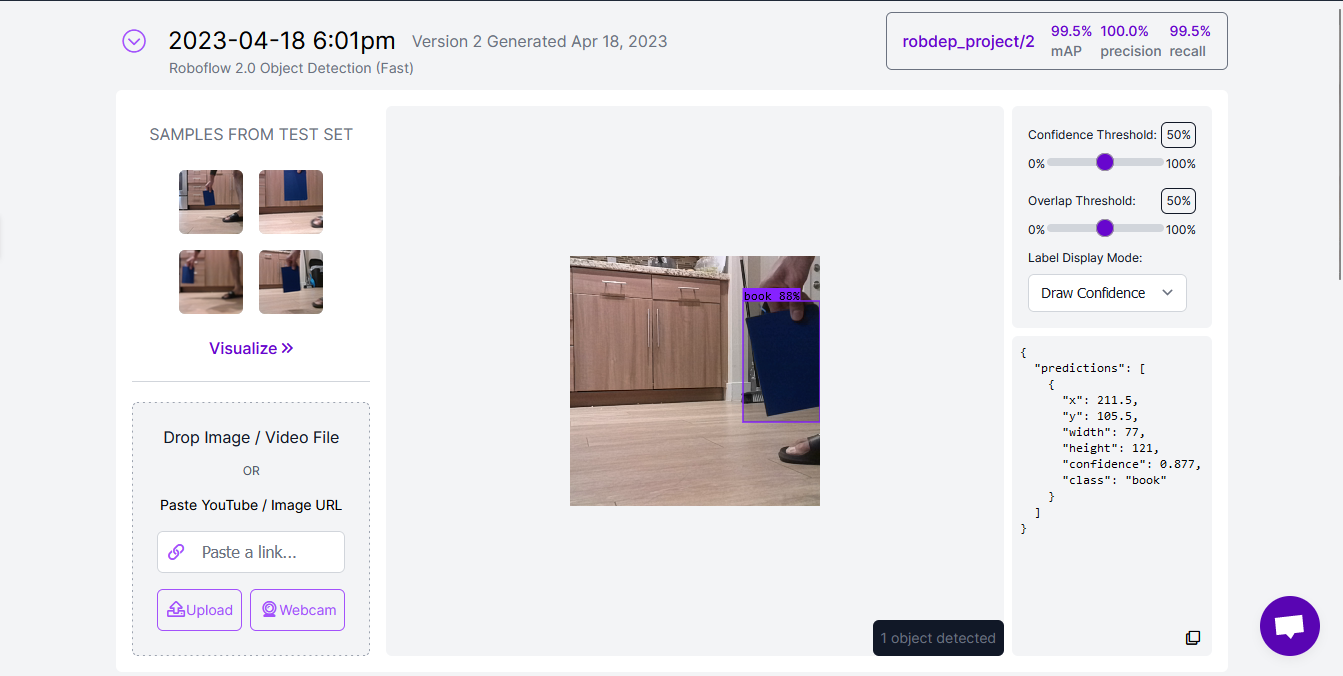 2023-04-18 6:01pm Version 2 Generated Apr 18, 2023
Roboflow 2.0 Object Detection (Fast)
robdep_project/2
99.5% 100.0% 99.5%
mAP precision recall
SAMPLES FROM TEST SET
Visualize
Drop Image / Video File
OR
Paste YouTube / Image URL
Paste a link...
Upload
Webcam
book 88%
1 object detected
Confidence Threshold: 50%
0% 100%
Overlap Threshold: 50%
0% 100%
Label Display Mode:
Draw Confidence
{
"predictions": [
{
"x": 211.5,
"y": 105.5,
"width": 77,
"height": 121,
"confidence": 0.877,
"class": "book"
}
]
}